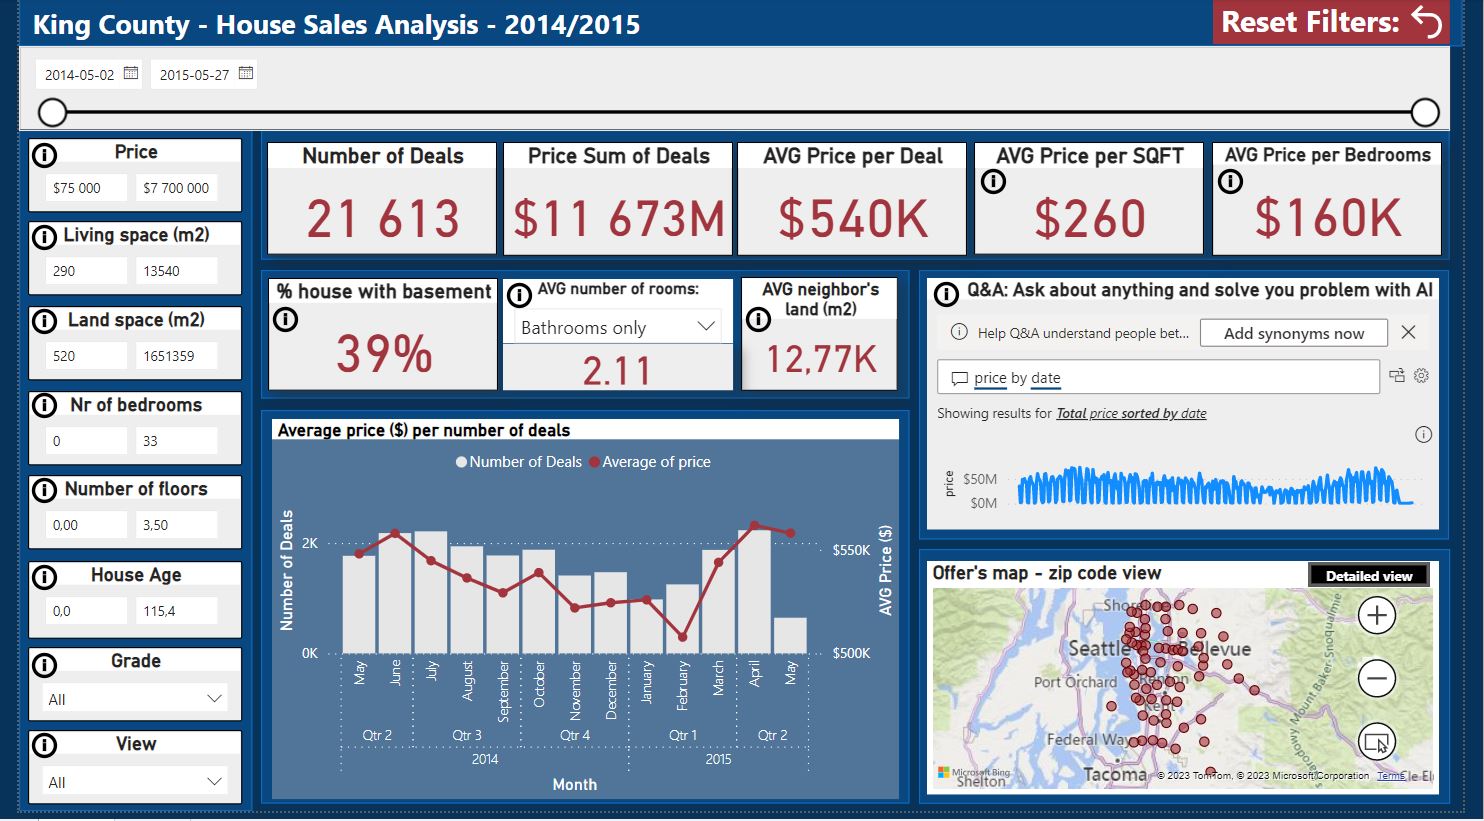 King County - House Sales Analysis - 2014/2015
Reset Filters:
2014-05-02
2015-05-27
Price
$75 000
$7 700 000
Living space (m2)
290
13540
Land space (m2)
520
1651359
Nr of bedrooms
0
33
Number of floors
0,00
3,50
House Age
0,0
115,4
Grade
All
View
All
Number of Deals
21 613
Price Sum of Deals
$11 673M
AVG Price per Deal
$540K
AVG Price per SQFT
$260
AVG Price per Bedrooms
$160K
% house with basement
39%
AVG number of rooms:
Bathrooms only
2.11
AVG neighbor's
land (m2)
12,77K
Q&A: Ask about anything and solve you problem with AI
Help Q&A understand people bet...
Add synonyms now
price by date
Showing results for Total price sorted by date
price
$50M
$0M
Average price ($) per number of deals
Number of Deals
Average of price
Number of Deals
2K
0K
$550K
$500K
AVG Price ($)
May
June
July
August
September
October
November
December
January
February
March
April
May
Qtr 2
Qtr 3
Qtr 4
Qtr 1
Qtr 2
2014
2015
Month
Offer's map - zip code view
Detailed view
Seattle
Bellevue
Port Orchard
Renton
Kent
Federal Way
Tacoma
Shelton
Microsoft Bing
© 2023 TomTom, © 2023 Microsoft Corporation
Terms